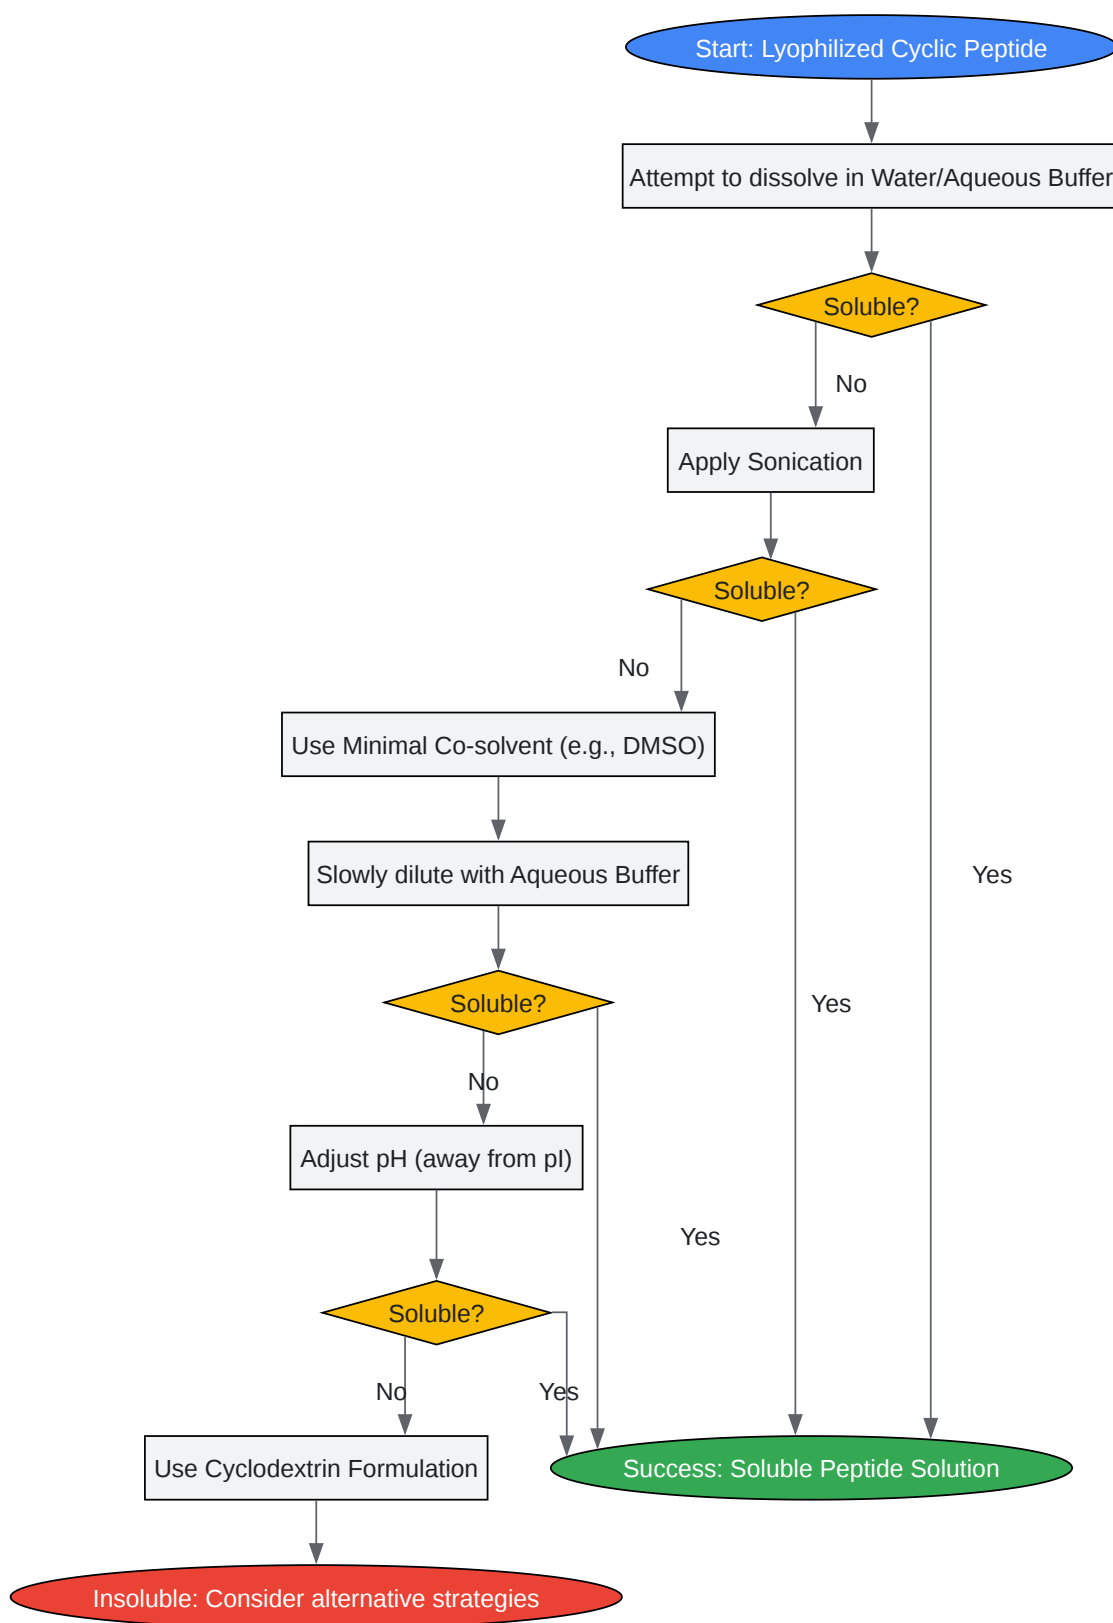 Start: Lyophilized Cyclic Peptide
Attempt to dissolve in Water/Aqueous Buffer
Soluble?
No
Apply Sonication
Soluble?
No
Use Minimal Co-solvent (e.g., DMSO)
Slowly dilute with Aqueous Buffer
Yes
Soluble?
Yes
No
Adjust pH (away from pI)
Yes
Soluble?
No
Yes
Use Cyclodextrin Formulation
Success: Soluble Peptide Solution
Insoluble: Consider alternative strategies